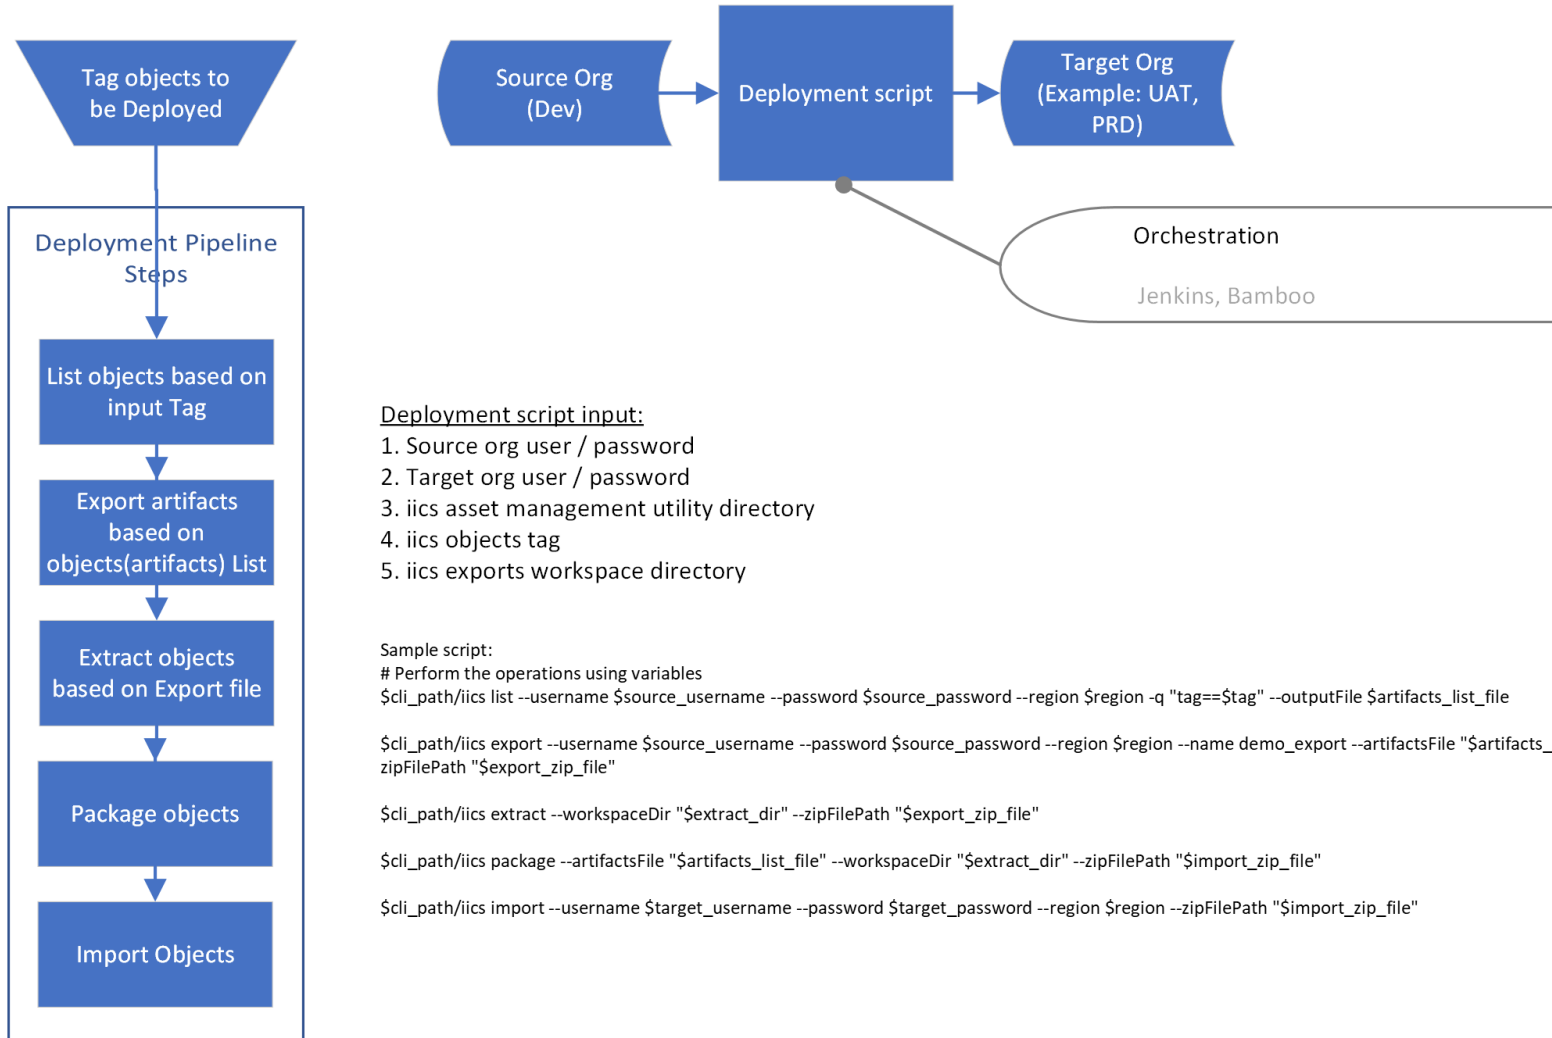 Tag objects to
be Deployed
Source Org
(Dev)
Deployment script
Target Org
(Example: UAT,
PRD)
Orchestration
Jenkins, Bamboo
Deployment Pipeline
Steps
List objects based on
input Tag
Export artifacts
based on
objects(artifacts) List
Extract objects
based on Export file
Package objects
Import Objects
Deployment script input:
1. Source org user / password
2. Target org user / password
3. iics asset management utility directory
4. iics objects tag
5. iics exports workspace directory
Sample script:
# Perform the operations using variables
$cli_path/iics list --username $source_username --password $source_password --region $region -q "tag==$tag" --outputFile $artifacts_list_file
$cli_path/iics export --username $source_username --password $source_password --region $region --name demo_export --artifactsFile "$artifacts_
zipFilePath "$export_zip_file"
$cli_path/iics extract --workspaceDir "$extract_dir" --zipFilePath "$export_zip_file"
$cli_path/iics package --artifactsFile "$artifacts_list_file" --workspaceDir "$extract_dir" --zipFilePath "$import_zip_file"
$cli_path/iics import --username $target_username --password $target_password --region $region --zipFilePath "$import_zip_file"